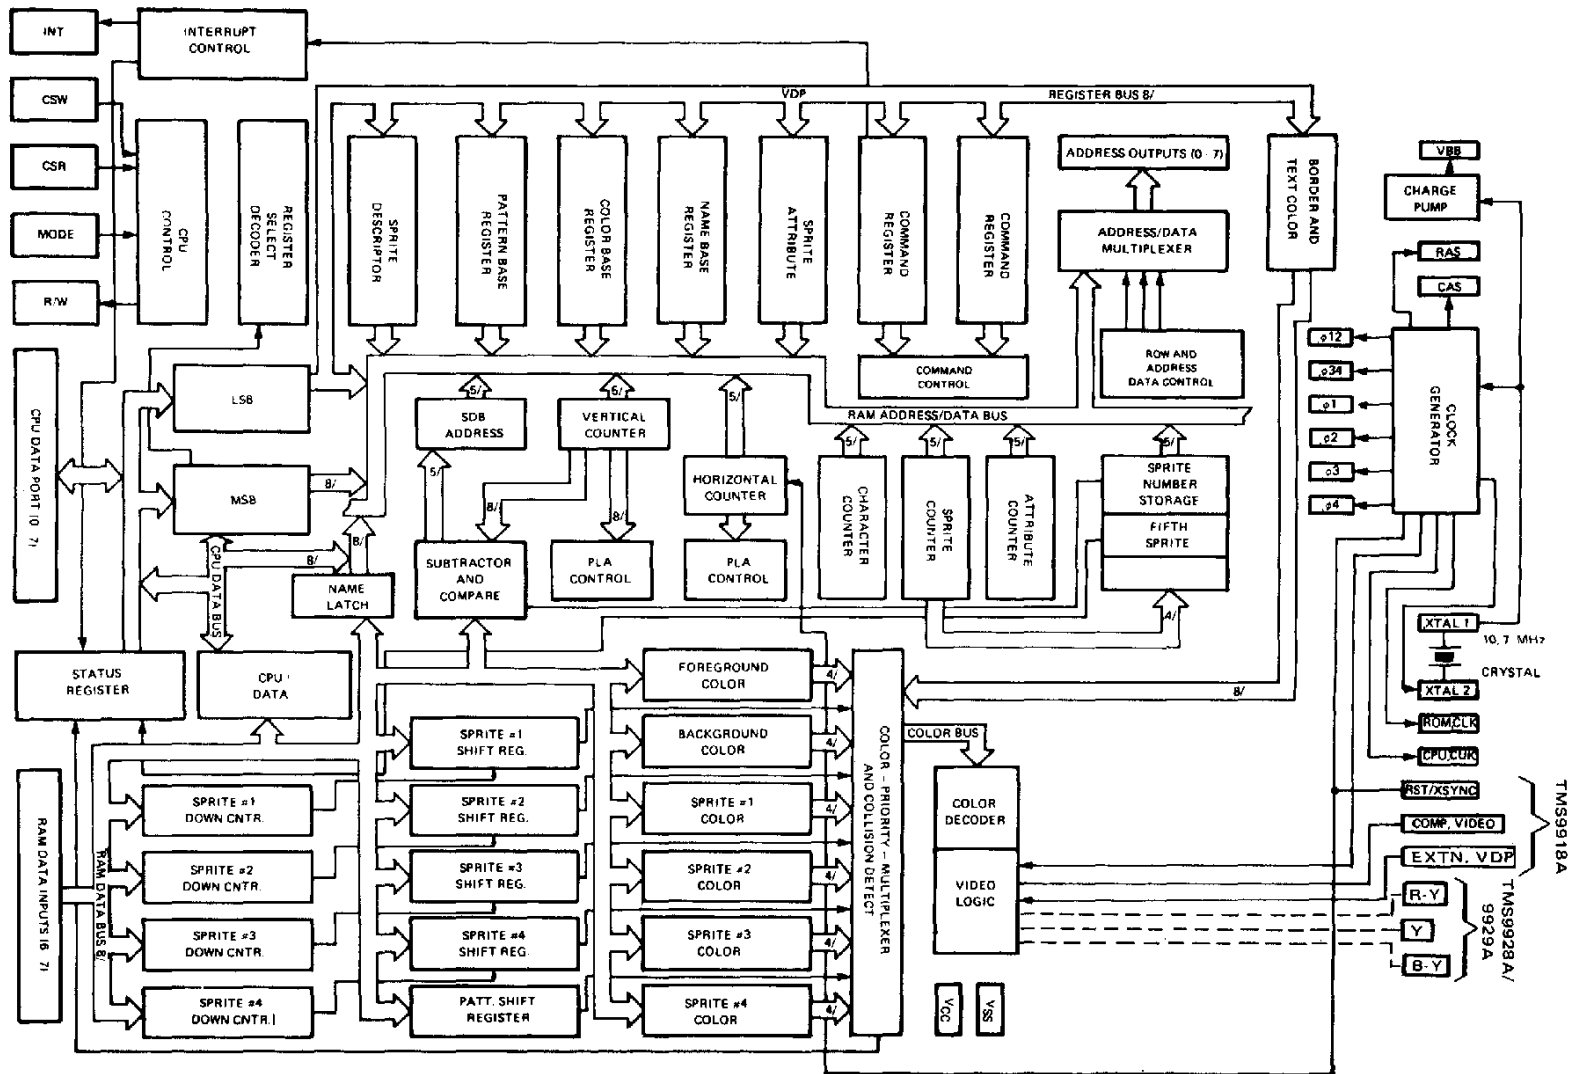 INT
INTERRUPT
CONTROL
CSW
CSR
MODE
R/W
CPU
CONTROL
REGISTER
SELECT
DECODER
VDP
REGISTER BUS 8/
SPRITE
DESCRIPTOR
PATTERN BASE
REGISTER
COLOR BASE
REGISTER
NAME BASE
REGISTER
SPRITE
ATTRIBUTE
COMMAND
REGISTER
COMMAND
REGISTER
ADDRESS OUTPUTS (0 - 7)
ADDRESS/DATA
MULTIPLEXER
ROW AND
ADDRESS
DATA CONTROL
BORDER AND
TEXT COLOR
VBB
CHARGE
PUMP
RAS
CAS
φ12
φ34
φ1
φ2
φ3
φ4
CLOCK
GENERATOR
COMMAND
CONTROL
RAM ADDRESS/DATA BUS
CPU DATA PORT (0 7)
LSB
MSB
8/
CPU DATA BUS
8/
8/
NAME
LATCH
5/
SDB
ADDRESS
5/
5/
VERTICAL
COUNTER
8/
8/
SUBTRACTOR
AND
COMPARE
PLA
CONTROL
5/
HORIZONTAL
COUNTER
PLA
CONTROL
5/
CHARACTER
COUNTER
5/
SPRITE
COUNTER
5/
ATTRIBUTE
COUNTER
5/
SPRITE
NUMBER
STORAGE
FIFTH
SPRITE
4/
XTAL 1
10.7 MHz
CRYSTAL
XTAL 2
ROM,CLK
CPU,CLK
RST/XSYNC
COMP, VIDEO
EXTN. VDP
TMS9918A
R-Y
Y
B-Y
TMS9928A/
9929A
STATUS
REGISTER
CPU
DATA
RAM DATA INPUTS (6 7)
RAM DATA BUS 8/
SPRITE #1
DOWN CNTR.
SPRITE #2
DOWN CNTR.
SPRITE #3
DOWN CNTR.
SPRITE #4
DOWN CNTR.
SPRITE #1
SHIFT REG.
SPRITE #2
SHIFT REG.
SPRITE #3
SHIFT REG.
SPRITE #4
SHIFT REG.
PATT. SHIFT
REGISTER
FOREGROUND
COLOR
4/
BACKGROUND
COLOR
4/
SPRITE #1
COLOR
4/
SPRITE #2
COLOR
4/
SPRITE #3
COLOR
4/
SPRITE #4
COLOR
4/
COLOR - PRIORITY - MULTIPLEXER
AND COLLISION DETECT
8/
COLOR BUS
COLOR
DECODER
VIDEO
LOGIC
VCC
VSS